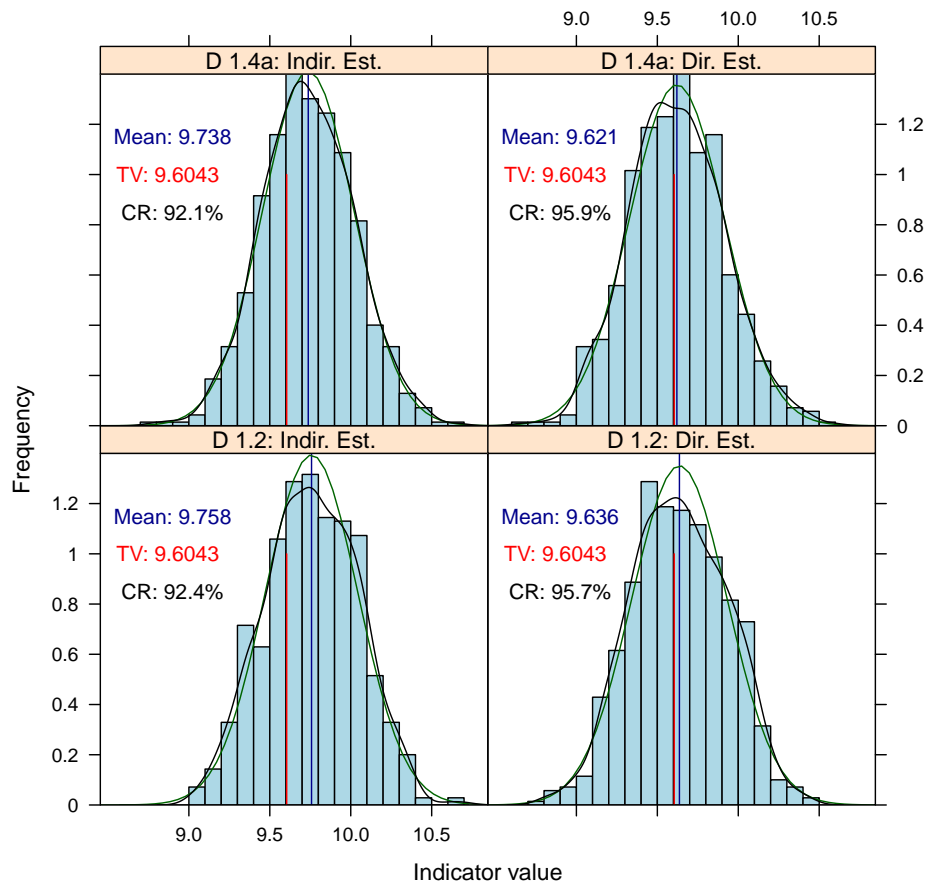 9.0 9.5 10.0 10.5
D 1.4a: Indir. Est. D 1.4a: Dir. Est.
Mean: 9.738
TV: 9.6043
CR: 92.1%
Mean: 9.621
TV: 9.6043
CR: 95.9%
1.2
1
0.8
0.6
0.4
0.2
0
D 1.2: Indir. Est. D 1.2: Dir. Est.
Frequency
1.2
1
0.8
0.6
0.4
0.2
0
Mean: 9.758
TV: 9.6043
CR: 92.4%
Mean: 9.636
TV: 9.6043
CR: 95.7%
9.0 9.5 10.0 10.5
Indicator value